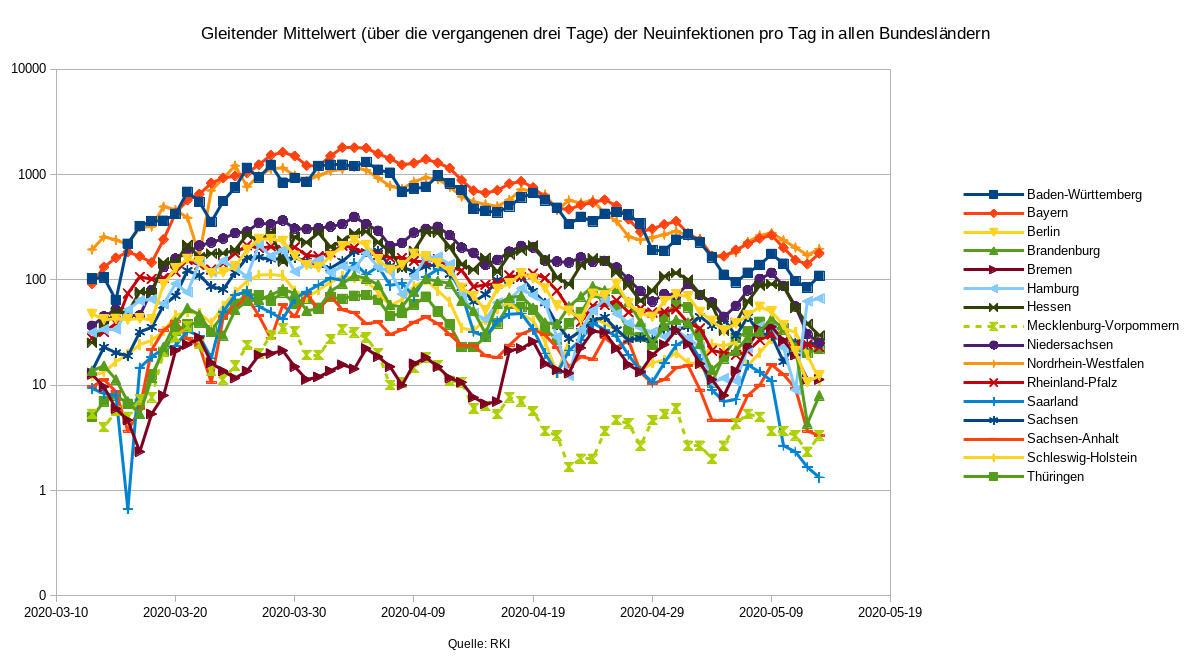 Gleitender Mittelwert (über die vergangenen drei Tage) der Neuinfektionen pro Tag in allen Bundesländern
10000
1000
100
10
1
0
2020-03-10
2020-03-20
2020-03-30
2020-04-09
2020-04-19
2020-04-29
2020-05-09
2020-05-19
Quelle: RKI
Baden-Württemberg
Bayern
Berlin
Brandenburg
Bremen
Hamburg
Hessen
Mecklenburg-Vorpommern
Niedersachsen
Nordrhein-Westfalen
Rheinland-Pfalz
Saarland
Sachsen
Sachsen-Anhalt
Schleswig-Holstein
Thüringen